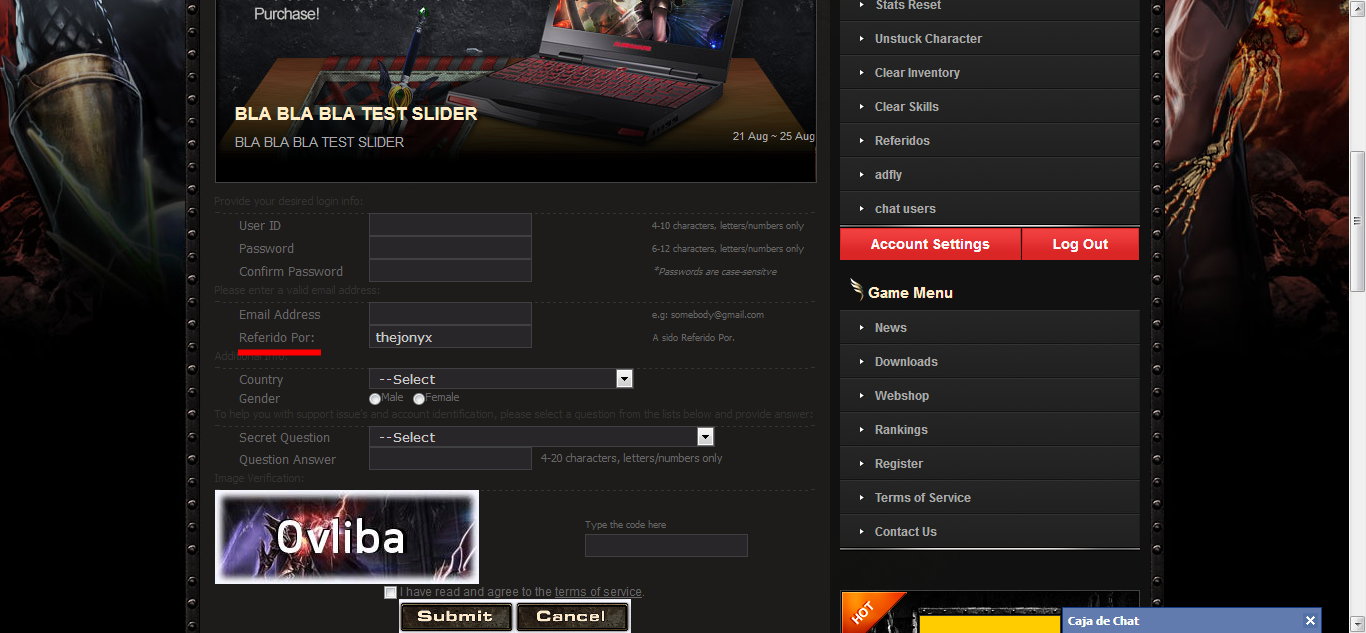 Purchase!
BLA BLA BLA TEST SLIDER
BLA BLA BLA TEST SLIDER
21 Aug ~ 25 Aug
Provide your desired login info:
User ID
4-10 characters, letters/numbers only
Password
6-12 characters, letters/numbers only
Confirm Password
*Passwords are case-sensitve
Please enter a valid email address:
Email Address
e.g: somebody@gmail.com
Referido Por:
thejonyx
A sido Referido Por.
Additional Info:
Country
--Select
Gender
Male
Female
To help you with support issue's and account identification, please select a question from the lists below and provide answer:
Secret Question
--Select
Question Answer
4-20 characters, letters/numbers only
Image Verification:
Ovliba
Type the code here
I have read and agree to the terms of service.
Submit
Cancel
Stats Reset
Unstuck Character
Clear Inventory
Clear Skills
Referidos
adfly
chat users
Account Settings
Log Out
Game Menu
News
Downloads
Webshop
Rankings
Register
Terms of Service
Contact Us
HOT
Caja de Chat